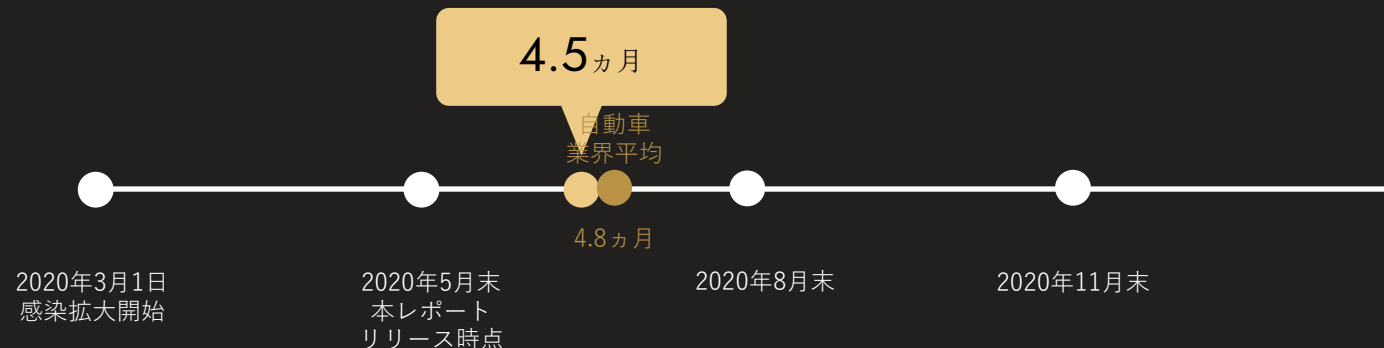 4.5ヵ月
自動車
業界平均
4.8ヵ月
2020年3月1日
感染拡大開始
2020年5月末
本レポート
リリース時点
2020年8月末
2020年11月末